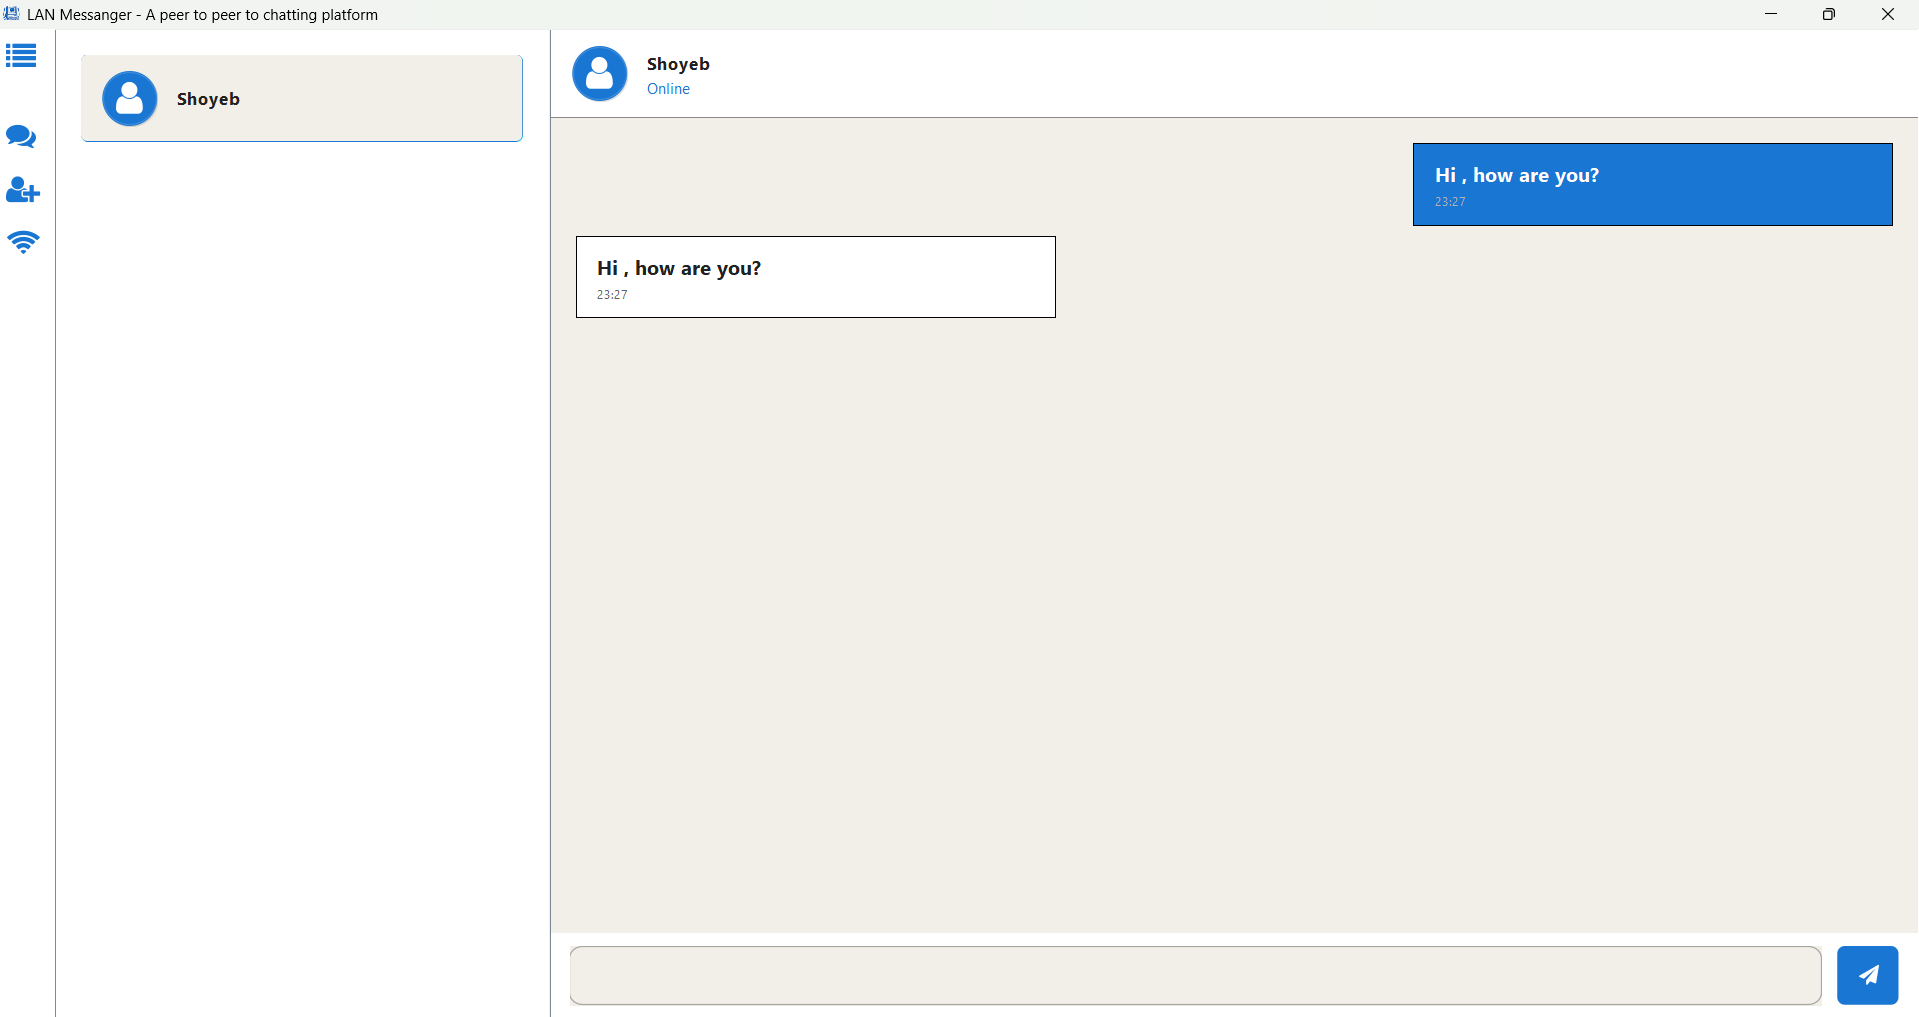 LAN Messanger - A peer to peer to chatting platform
Shoyeb
Shoyeb
Online
Hi , how are you?
23:27
Hi , how are you?
23:27